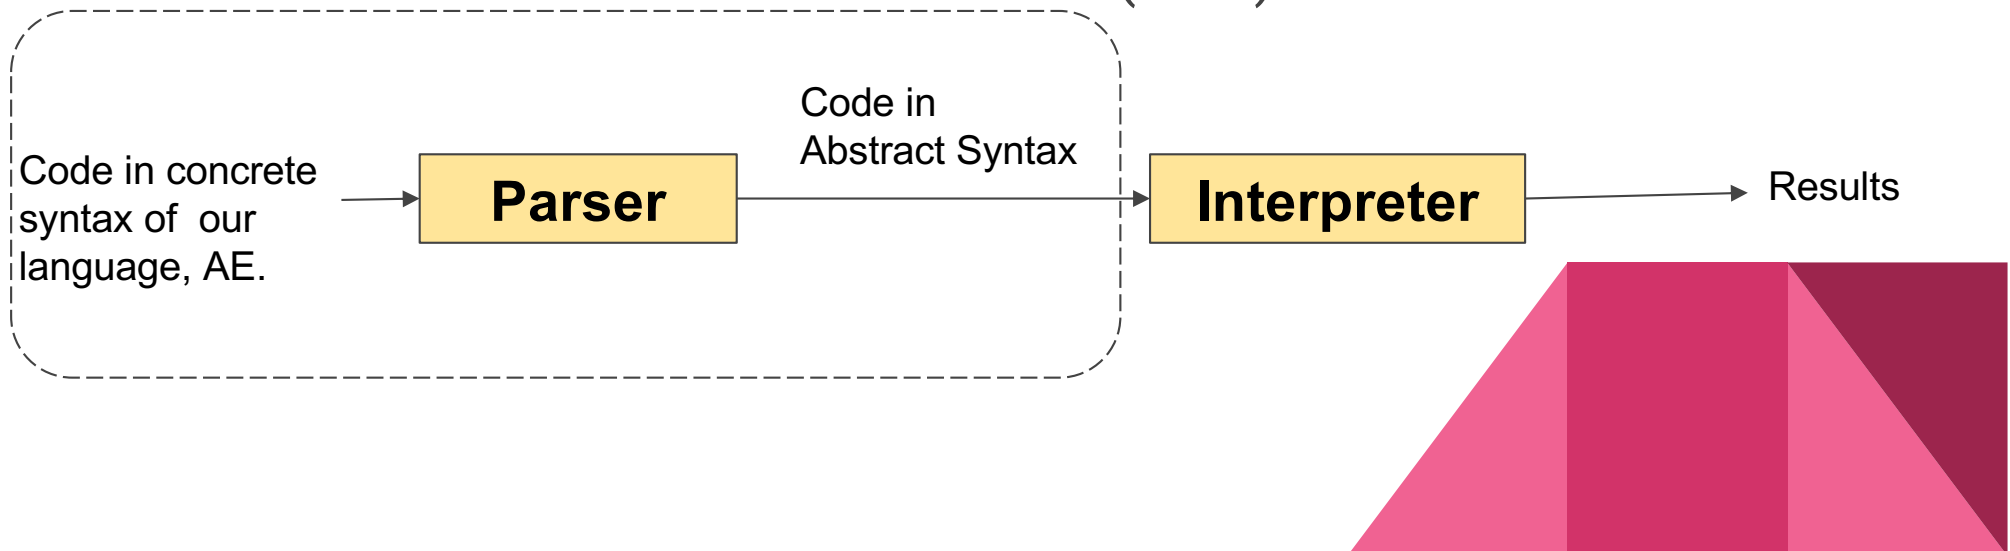 Code in
Abstract Syntax
Code in concrete
syntax of  our
language, AE.
Parser
Interpreter
Results